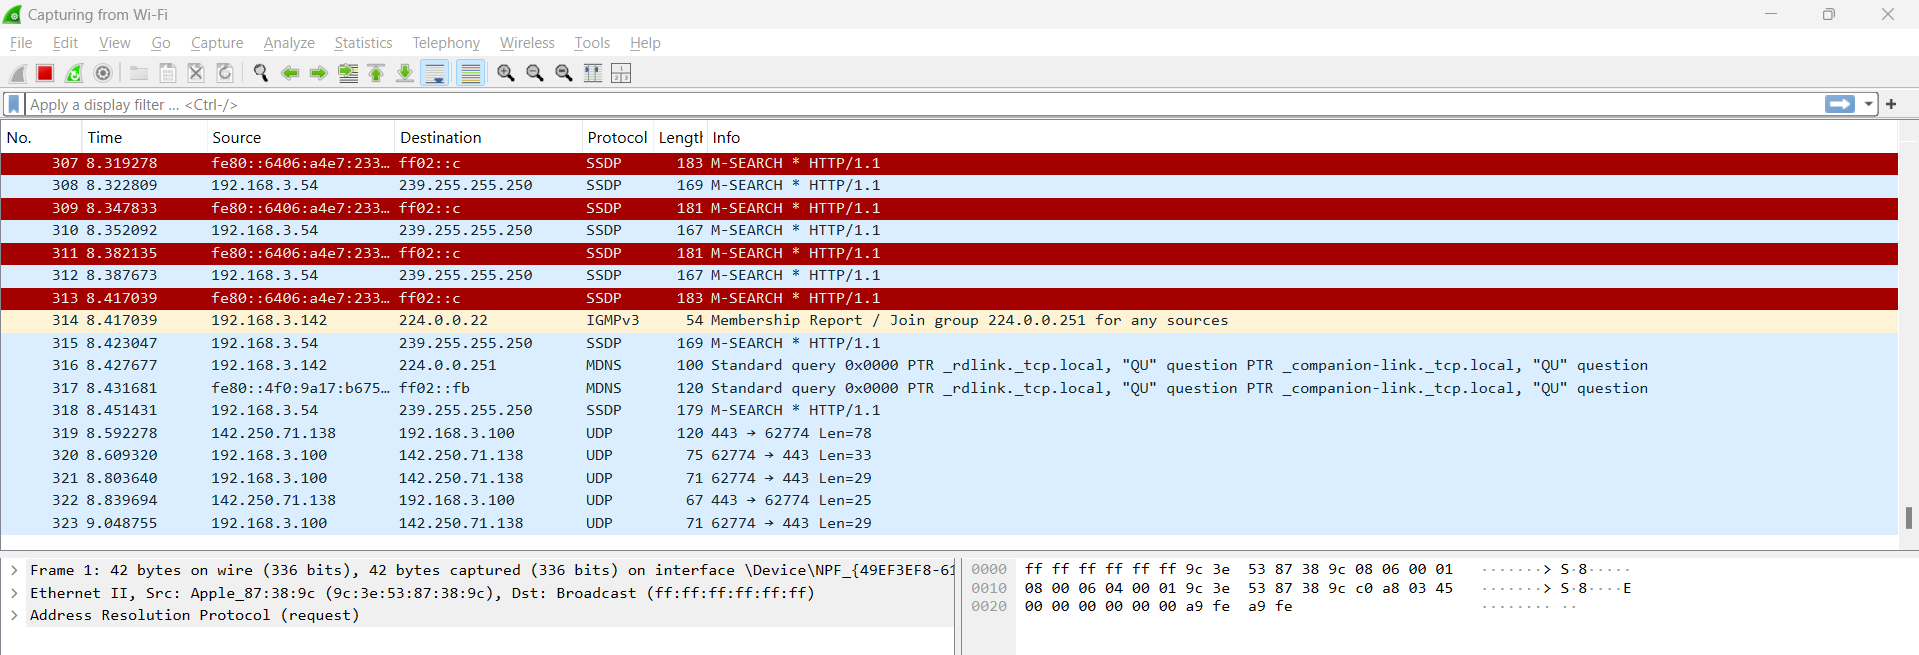 Capturing from Wi-Fi
File Edit View Go Capture Analyze Statistics Telephony Wireless Tools Help
Apply a display filter ... <Ctrl-/>
No. Time Source Destination Protocol Length Info
307 8.319278 fe80::6406:a4e7:233… ff02::c SSDP 183 M-SEARCH * HTTP/1.1
308 8.322809 192.168.3.54 239.255.255.250 SSDP 169 M-SEARCH * HTTP/1.1
309 8.347833 fe80::6406:a4e7:233… ff02::c SSDP 181 M-SEARCH * HTTP/1.1
310 8.352092 192.168.3.54 239.255.255.250 SSDP 167 M-SEARCH * HTTP/1.1
311 8.382135 fe80::6406:a4e7:233… ff02::c SSDP 181 M-SEARCH * HTTP/1.1
312 8.387673 192.168.3.54 239.255.255.250 SSDP 167 M-SEARCH * HTTP/1.1
313 8.417039 fe80::6406:a4e7:233… ff02::c SSDP 183 M-SEARCH * HTTP/1.1
314 8.417039 192.168.3.142 224.0.0.22 IGMPv3 54 Membership Report / Join group 224.0.0.251 for any sources
315 8.423047 192.168.3.54 239.255.255.250 SSDP 169 M-SEARCH * HTTP/1.1
316 8.427677 192.168.3.142 224.0.0.251 MDNS 100 Standard query 0x0000 PTR _rdlink._tcp.local, "QU" question PTR _companion-link._tcp.local, "QU" question
317 8.431681 fe80::4f0:9a17:b675… ff02::fb MDNS 120 Standard query 0x0000 PTR _rdlink._tcp.local, "QU" question PTR _companion-link._tcp.local, "QU" question
318 8.451431 192.168.3.54 239.255.255.250 SSDP 179 M-SEARCH * HTTP/1.1
319 8.592278 142.250.71.138 192.168.3.100 UDP 120 443 → 62774 Len=78
320 8.609320 192.168.3.100 142.250.71.138 UDP 75 62774 → 443 Len=33
321 8.803640 192.168.3.100 142.250.71.138 UDP 71 62774 → 443 Len=29
322 8.839694 142.250.71.138 192.168.3.100 UDP 67 443 → 62774 Len=25
323 9.048755 192.168.3.100 142.250.71.138 UDP 71 62774 → 443 Len=29
Frame 1: 42 bytes on wire (336 bits), 42 bytes captured (336 bits) on interface \Device\NPF_{49EF3EF8-61
Ethernet II, Src: Apple_87:38:9c (9c:3e:53:87:38:9c), Dst: Broadcast (ff:ff:ff:ff:ff:ff)
Address Resolution Protocol (request)
0000 ff ff ff ff ff ff 9c 3e 53 87 38 9c 08 06 00 01 ·······> S·8·····
0010 08 00 06 04 00 01 9c 3e 53 87 38 9c c0 a8 03 45 ·······> S·8····E
0020 00 00 00 00 00 00 a9 fe a9 fe ········ ··